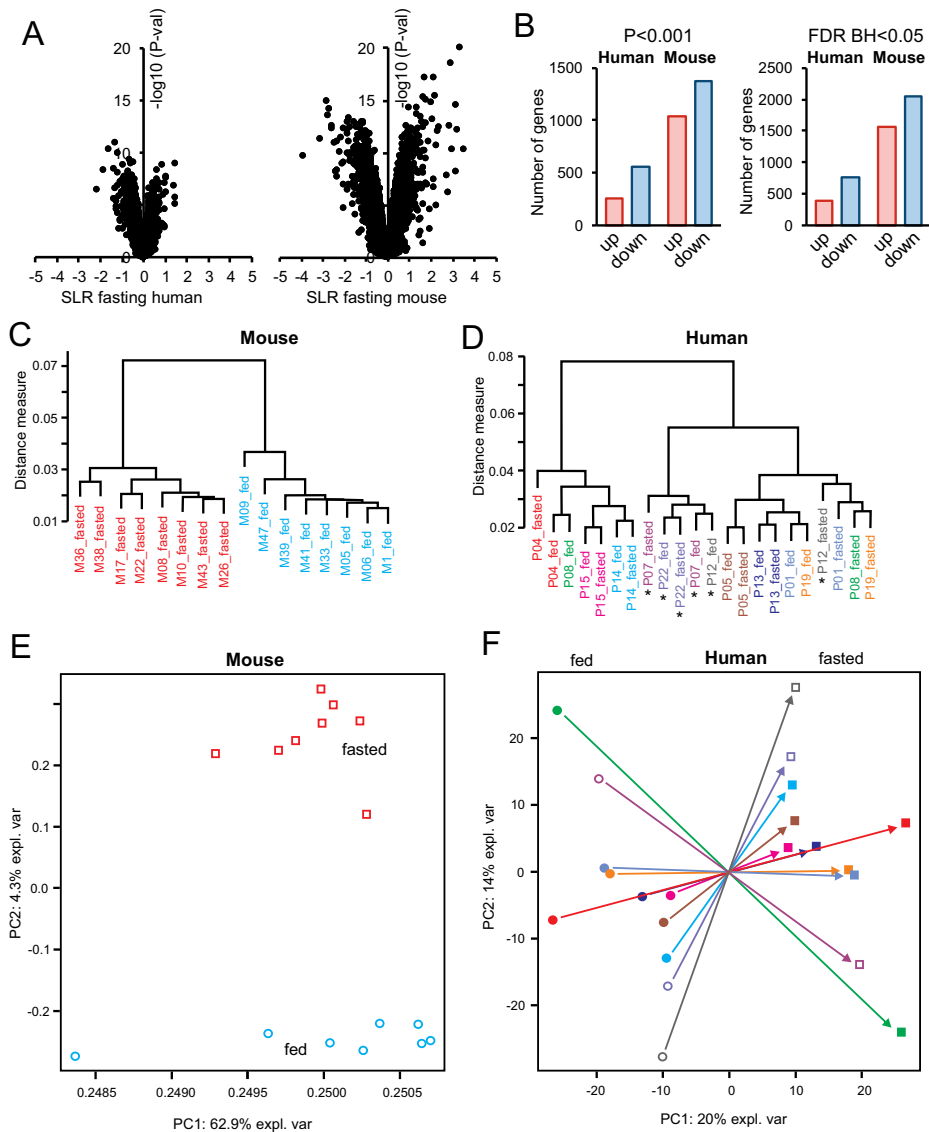 A
-log10 (P-val)
20
15
10
5
0
-5 -4 -3 -2 -1 0 1 2 3 4 5
SLR fasting human
-log10 (P-val)
20
15
10
5
0
-5 -4 -3 -2 -1 0 1 2 3 4 5
SLR fasting mouse
B
P<0.001
Human Mouse
Number of genes
1500
1000
500
0
up
down
up
down
FDR BH<0.05
Human Mouse
Number of genes
2500
2000
1500
1000
500
0
up
down
up
down
C
Mouse
Distance measure
0.07
0.05
0.03
0.01
M36_fasted
M38_fasted
M17_fasted
M22_fasted
M08_fasted
M10_fasted
M43_fasted
M26_fasted
M09_fed
M47_fed
M39_fed
M41_fed
M33_fed
M05_fed
M06_fed
M1_fed
D
Human
Distance measure
0.08
0.06
0.04
0.02
P04_fasted
P04_fed
P08_fed
P15_fed
P15_fasted
P14_fed
P14_fasted
* P07_fasted
* P22_fed
* P22_fasted
* P07_fed
* P12_fed
P05_fed
P05_fasted
P13_fed
P13_fasted
P01_fed
P19_fed
* P12_fasted
P01_fasted
P08_fasted
P19_fasted
E
Mouse
PC2: 4.3% expl. var
0.2
0.1
0.0
-0.1
-0.2
fasted
fed
0.2485 0.2490 0.2495 0.2500 0.2505
PC1: 62.9% expl. var
F
Human
fed
fasted
PC2: 14% expl. var
20
10
0
-10
-20
-20 -10 0 10 20
PC1: 20% expl. var